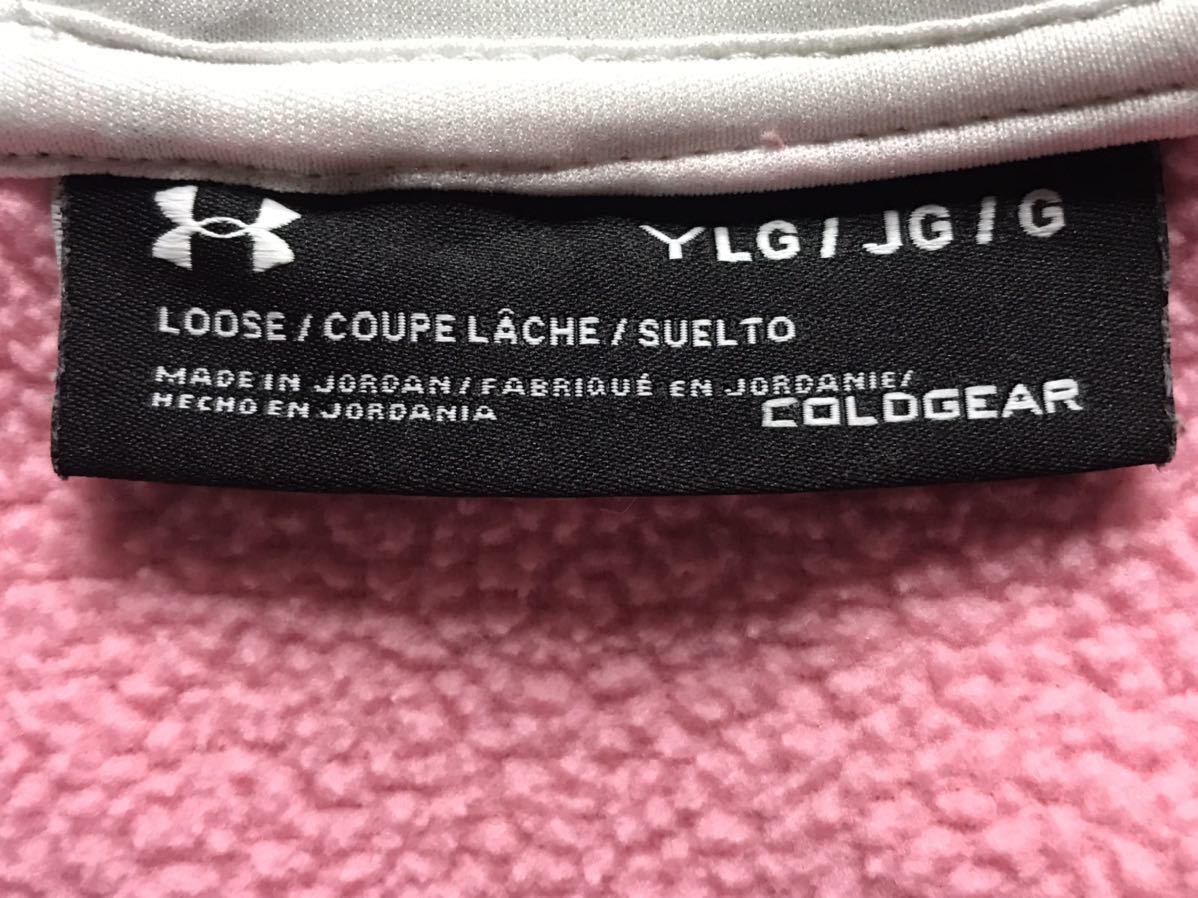 YLG / JG / G
LOOSE / COUPE LÂCHE / SUELTO
MADE IN JORDAN / FABRIQUÉ EN JORDANIE/
HECHO EN JORDANIA
COLDGEAR